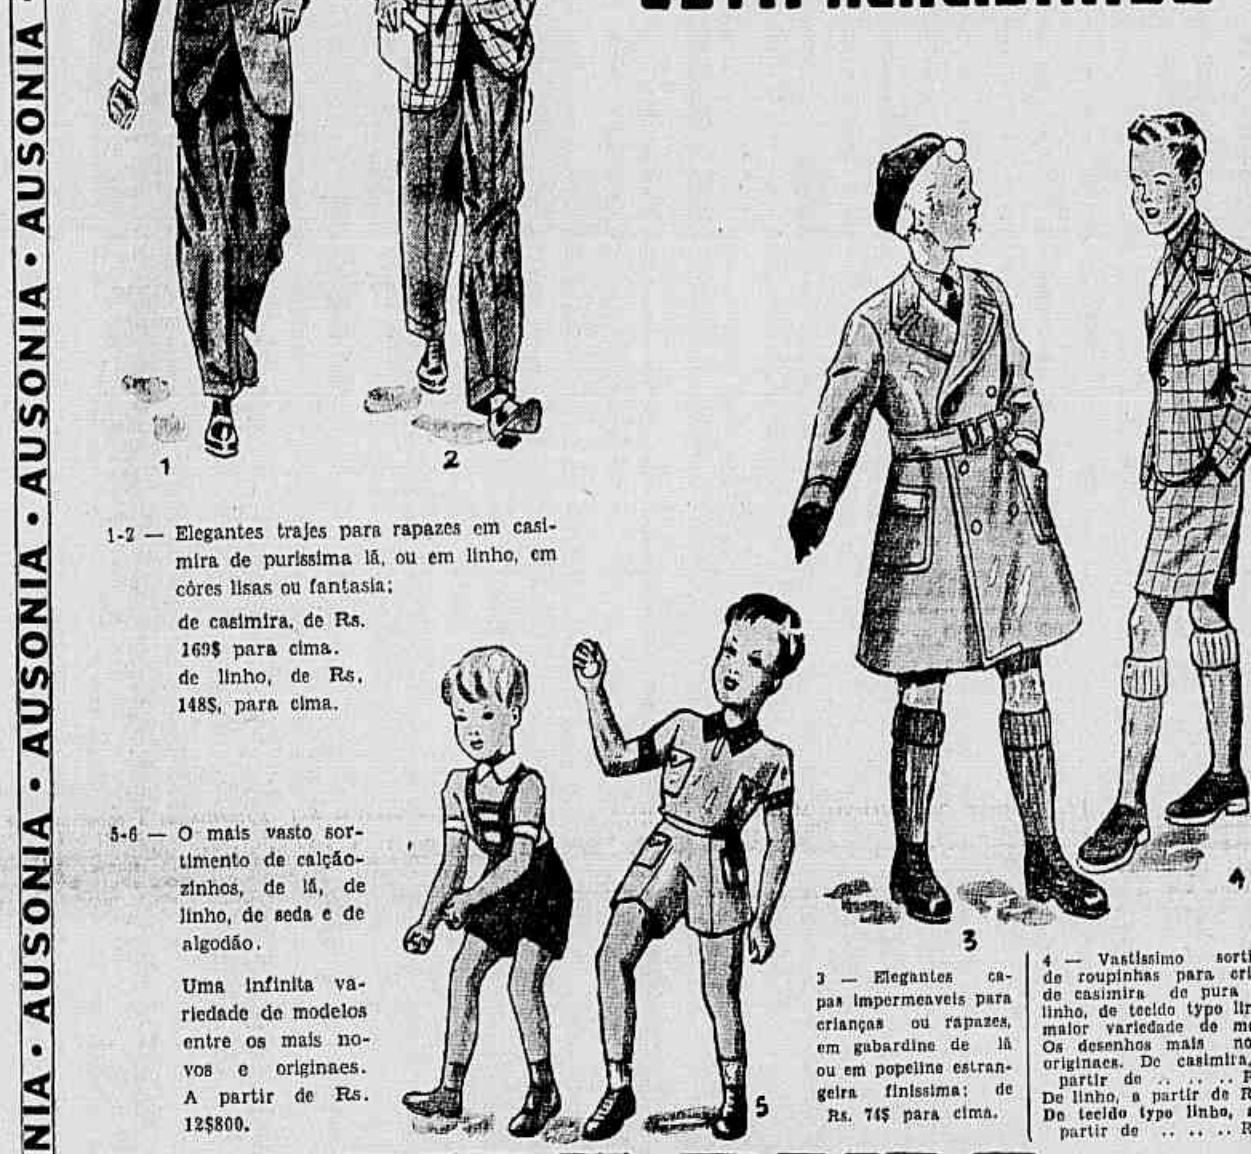 AUSONIA • AUSONIA • AUSONIA • AUSONIA • AUSONIA
1
2
1-2 — Elegantes trajes para rapazes em casi-
mira de purissima lã, ou em linho, em
côres lisas ou fantasia;
de casimira, de Rs.
169$ para cima.
de linho, de Rs.
148$, para cima.
5-6 — O mais vasto sor-
timento de calção-
zinhos, de lã, de
linho, de seda e de
algodão.
Uma infinita va-
riedade de modelos
entre os mais no-
vos e originaes.
A partir de Rs.
12$800.
5
3
4
3 — Elegantes ca-
pas impermeaveis para
crianças ou rapazes,
em gabardine de lã
ou em popeline estran-
geira finissima; de
Rs. 74$ para cima.
4 — Vastissimo sorti
de roupinhas para cri
de casimira de pura
linho, de tecido typo lin
maior variedade de m
Os desenhos mais no
originaes. De casimira,
partir de .. .. .. R
De linho, a partir de R
De tecido typo linho, a
partir de .. .. .. R